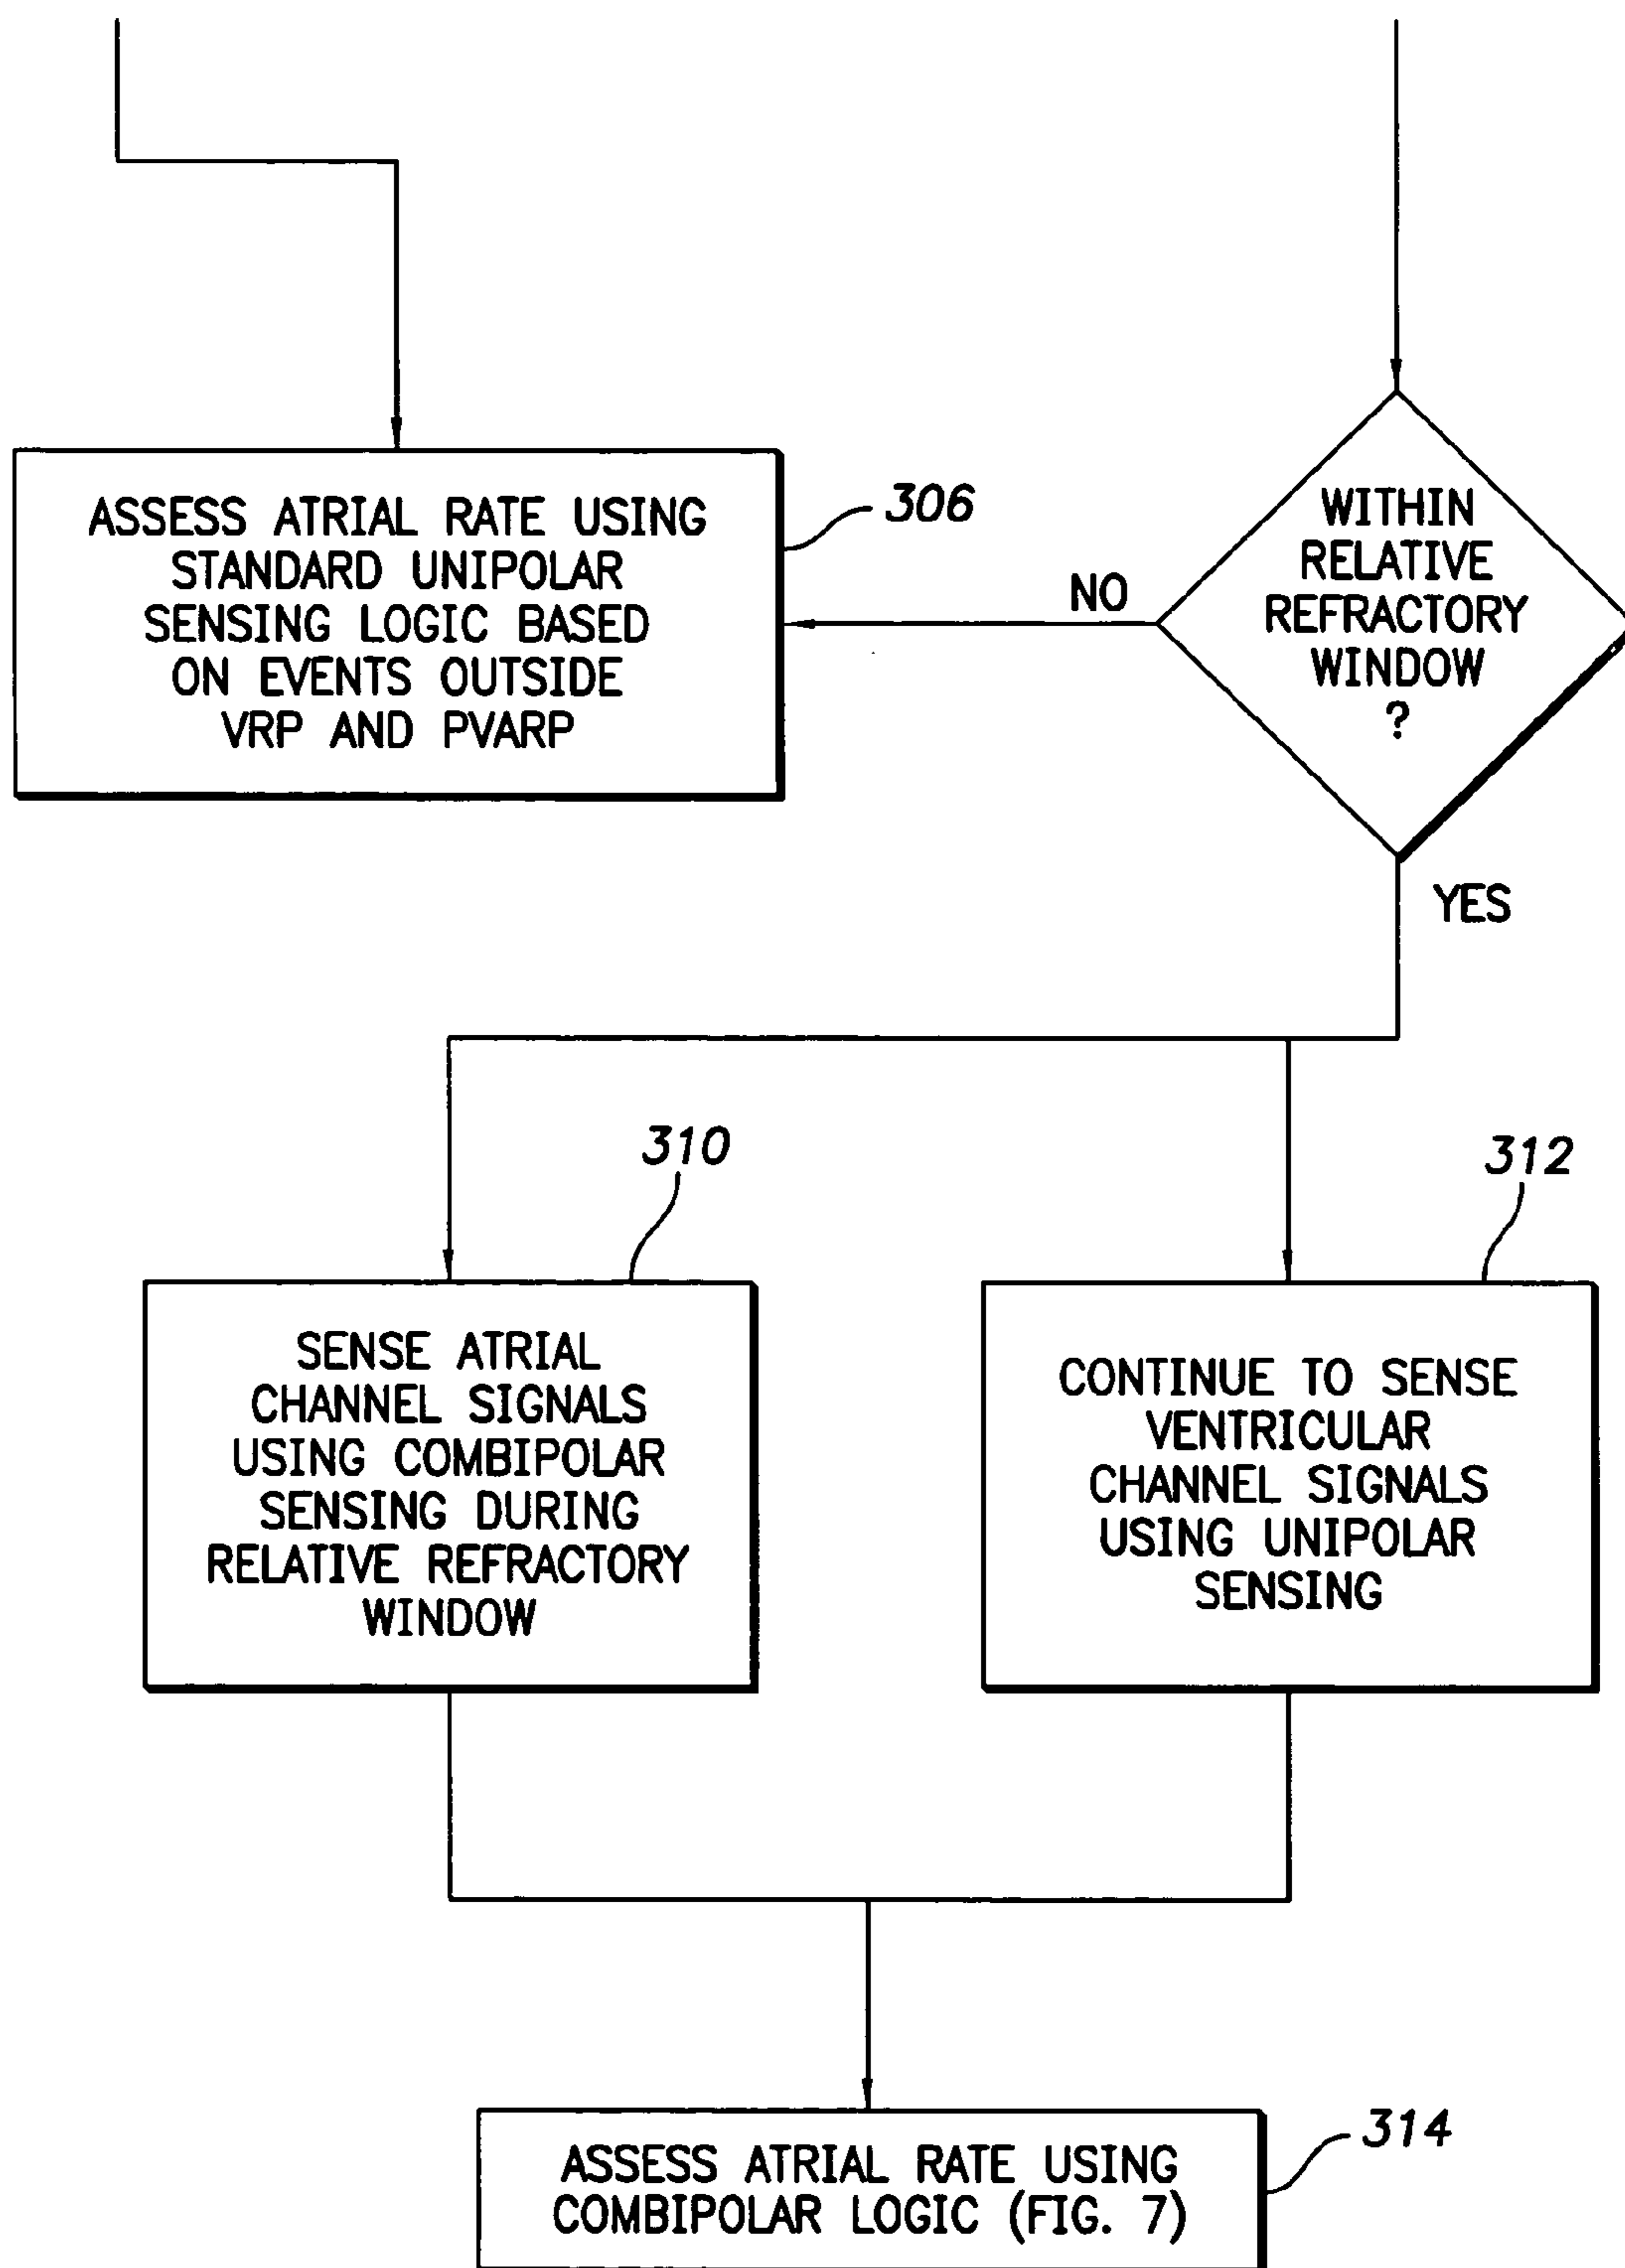 ASSESS ATRIAL RATE USING
STANDARD UNIPOLAR
SENSING LOGIC BASED
ON EVENTS OUTSIDE
VRP AND PVARP
306
NO
WITHIN
RELATIVE
REFRACTORY
WINDOW
?
YES
310
312
SENSE ATRIAL
CHANNEL SIGNALS
USING COMBIPOLAR
SENSING DURING
RELATIVE REFRACTORY
WINDOW
CONTINUE TO SENSE
VENTRICULAR
CHANNEL SIGNALS
USING UNIPOLAR
SENSING
314
ASSESS ATRIAL RATE USING
COMBIPOLAR LOGIC (FIG. 7)